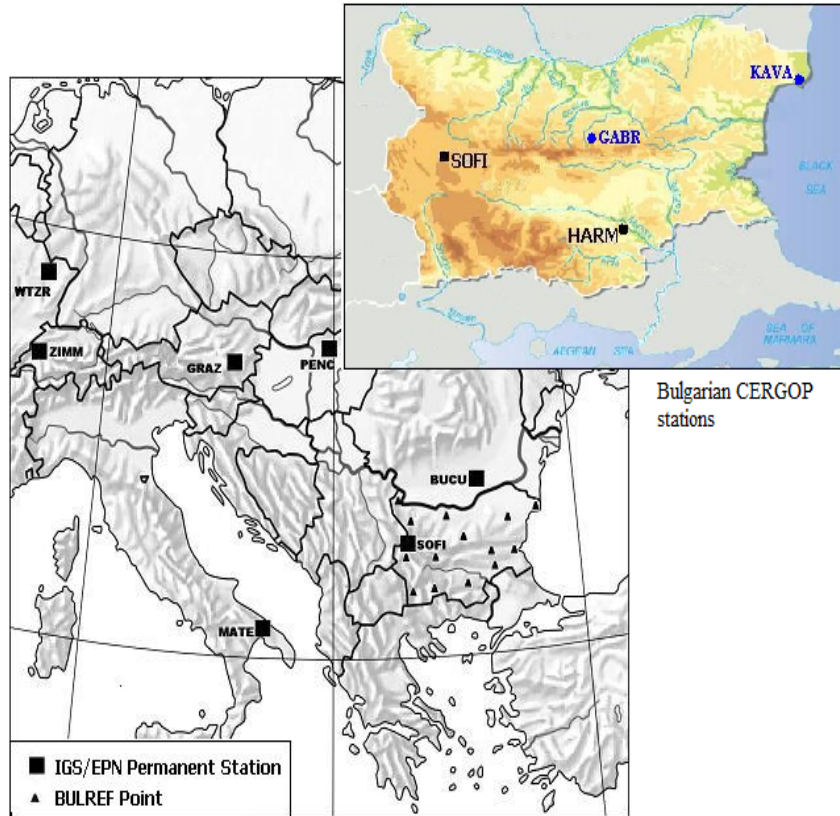 KAVA
GABR
SOFI
HARM
BLACK
SEA
SEA OF
MARMARA
AEGEAN SEA
Bulgarian CERGOP
stations
WTZR
ZIMM
GRAZ
PENC
BUCU
SOFI
MATE
IGS/EPN Permanent Station
BULREF Point